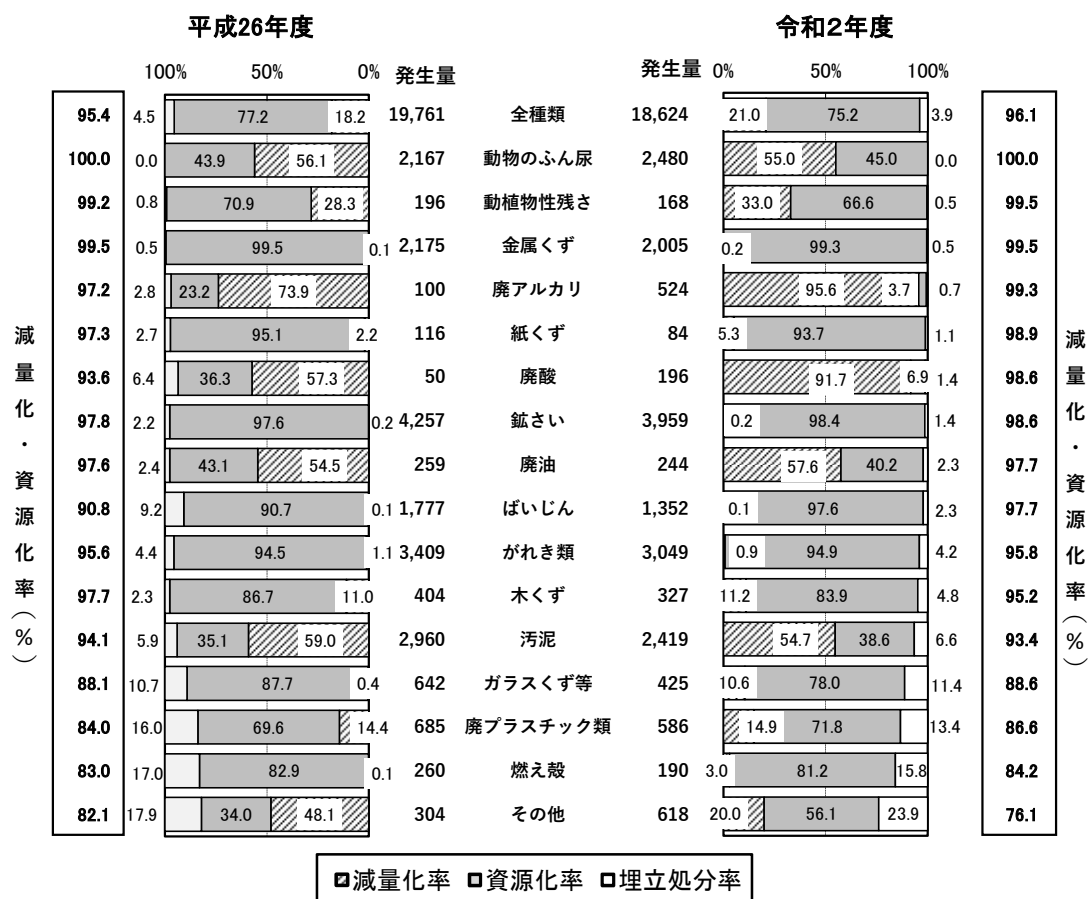 平成26年度 令和2年度
100% 50% 0% 発生量 発生量 0% 50% 100%
95.4 4.5 77.2 18.2 19,761 全種類 18,624 21.0 75.2 3.9 96.1
100.0 0.0 43.9 56.1 2,167 動物のふん尿 2,480 55.0 45.0 0.0 100.0
99.2 0.8 70.9 28.3 196 動植物性残さ 168 33.0 66.6 0.5 99.5
99.5 0.5 99.5 0.1 2,175 金属くず 2,005 0.2 99.3 0.5 99.5
97.2 2.8 23.2 73.9 100 廃アルカリ 524 95.6 3.7 0.7 99.3
97.3 2.7 95.1 2.2 116 紙くず 84 5.3 93.7 1.1 98.9
93.6 6.4 36.3 57.3 50 廃酸 196 91.7 6.9 1.4 98.6
97.8 2.2 97.6 0.2 4,257 鉱さい 3,959 0.2 98.4 1.4 98.6
97.6 2.4 43.1 54.5 259 廃油 244 57.6 40.2 2.3 97.7
90.8 9.2 90.7 0.1 1,777 ばいじん 1,352 0.1 97.6 2.3 97.7
95.6 4.4 94.5 1.1 3,409 がれき類 3,049 0.9 94.9 4.2 95.8
97.7 2.3 86.7 11.0 404 木くず 327 11.2 83.9 4.8 95.2
94.1 5.9 35.1 59.0 2,960 汚泥 2,419 54.7 38.6 6.6 93.4
88.1 10.7 87.7 0.4 642 ガラスくず等 425 10.6 78.0 11.4 88.6
84.0 16.0 69.6 14.4 685 廃プラスチック類 586 14.9 71.8 13.4 86.6
83.0 17.0 82.9 0.1 260 燃え殻 190 3.0 81.2 15.8 84.2
82.1 17.9 34.0 48.1 304 その他 618 20.0 56.1 23.9 76.1
減量化・資源化率(%)
減量化・資源化率(%)
減量化率 資源化率 埋立処分率